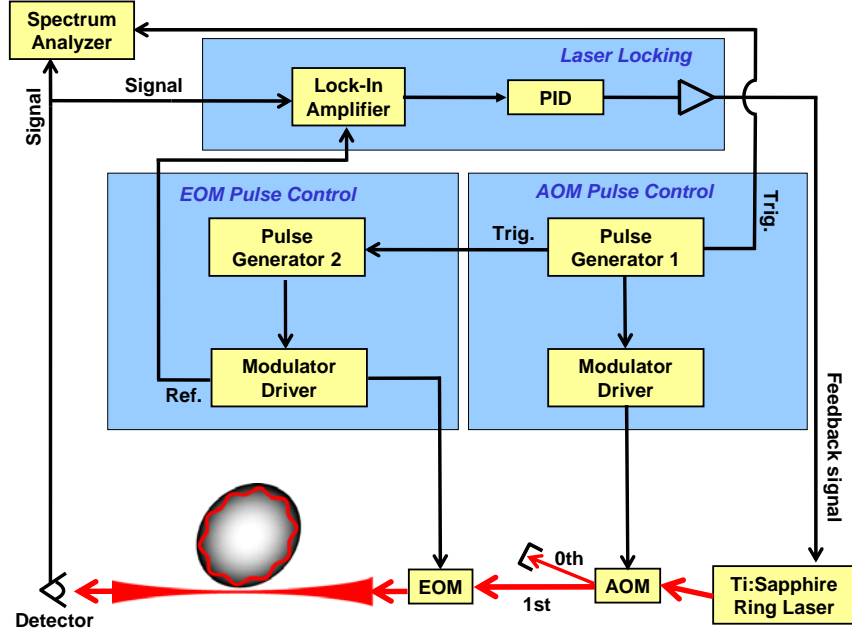 Spectrum
Analyzer
Laser Locking
Signal
Lock-In
Amplifier
PID
Signal
EOM Pulse Control
AOM Pulse Control
Trig.
Pulse
Generator 2
Trig.
Pulse
Generator 1
Modulator
Driver
Ref.
Modulator
Driver
Feedback signal
0th
EOM
1st
AOM
Ti:Sapphire
Ring Laser
Detector